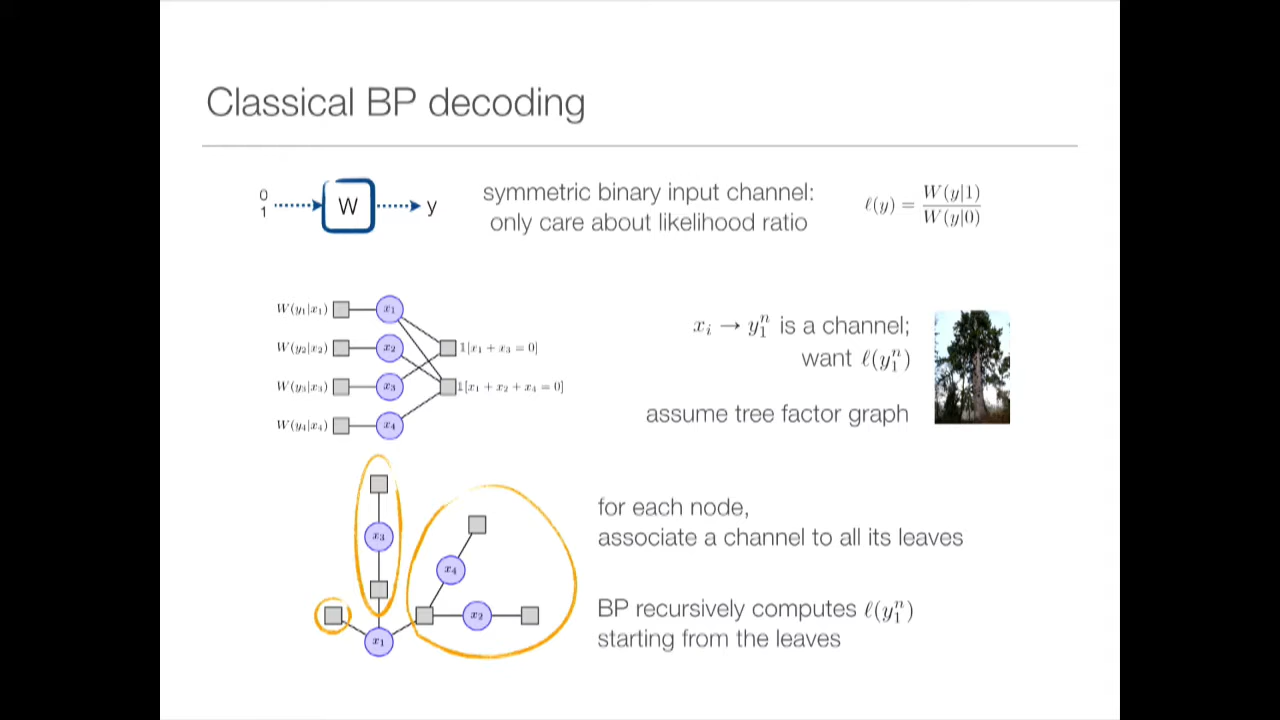 Classical BP decoding
0
1
W
y
symmetric binary input channel:
only care about likelihood ratio
ℓ(y) = W(y|1) / W(y|0)
W(y₁|x₁)
x₁
W(y₂|x₂)
x₂
1[x₁ + x₃ = 0]
W(y₃|x₃)
x₃
1[x₁ + x₂ + x₄ = 0]
W(y₄|x₄)
x₄
xᵢ → y₁ⁿ is a channel;
want ℓ(y₁ⁿ)
assume tree factor graph
x₃
x₄
x₂
x₁
for each node,
associate a channel to all its leaves
BP recursively computes ℓ(y₁ⁿ)
starting from the leaves